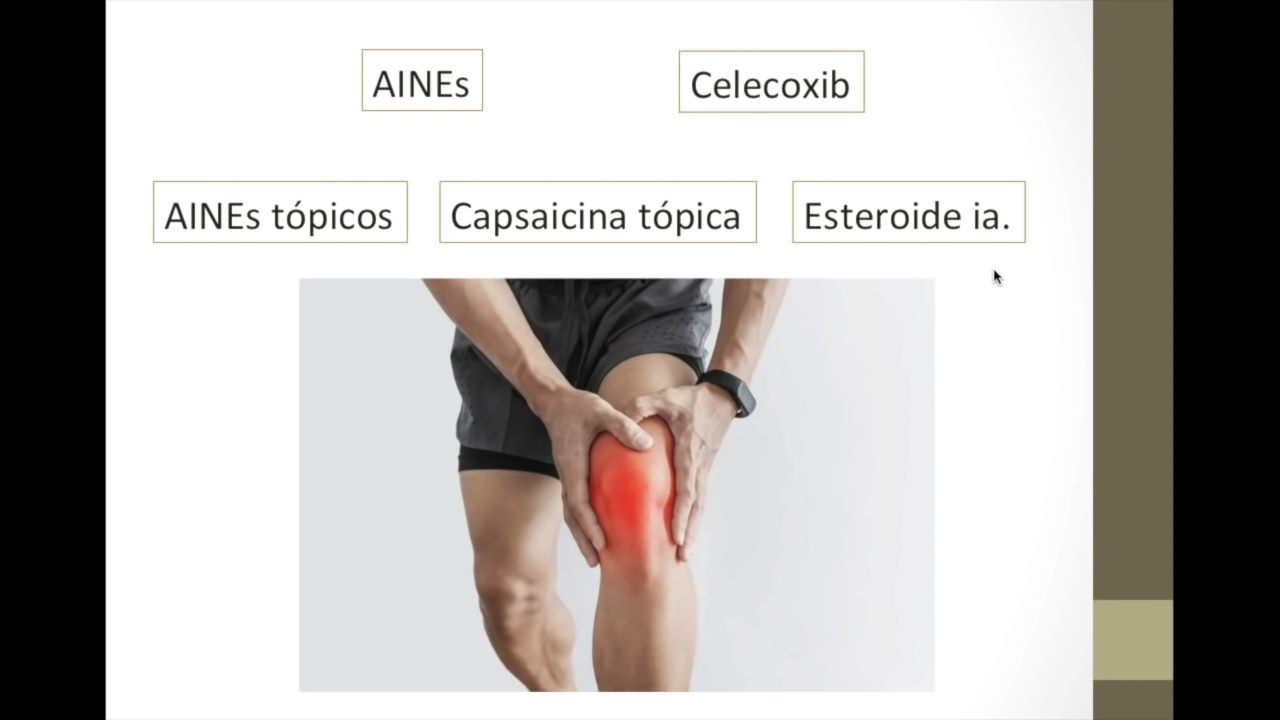 AINEs
Celecoxib
AINEs tópicos
Capsaicina tópica
Esteroide ia.